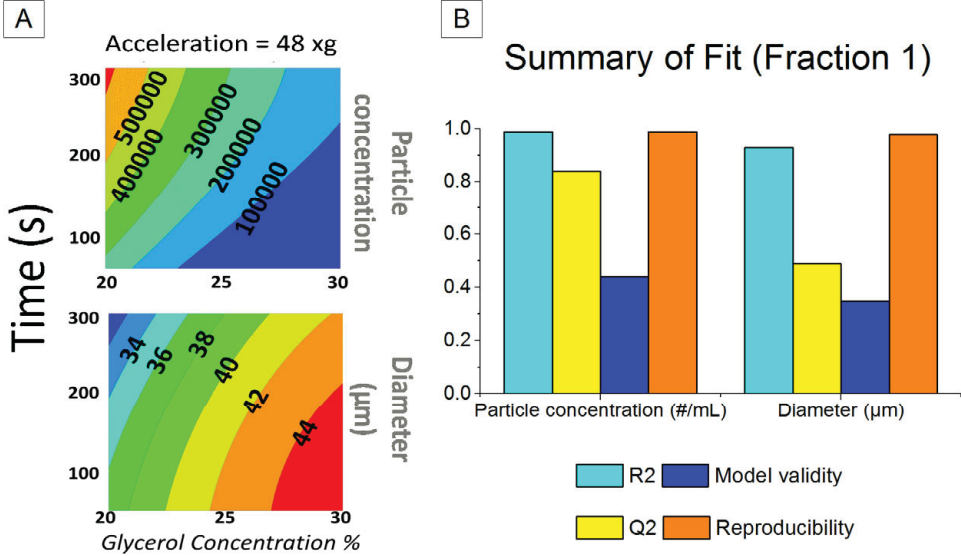 A
Acceleration = 48 xg
Time (s)
300
200
100
500000
400000
300000
200000
100000
Particle
concentration
20
25
30
300
200
100
34
36
38
40
42
44
Diameter
(µm)
20
25
30
Glycerol Concentration %
B
Summary of Fit (Fraction 1)
1.0
0.8
0.6
0.4
0.2
0.0
Particle concentration (#/mL)
Diameter (µm)
R2
Model validity
Q2
Reproducibility